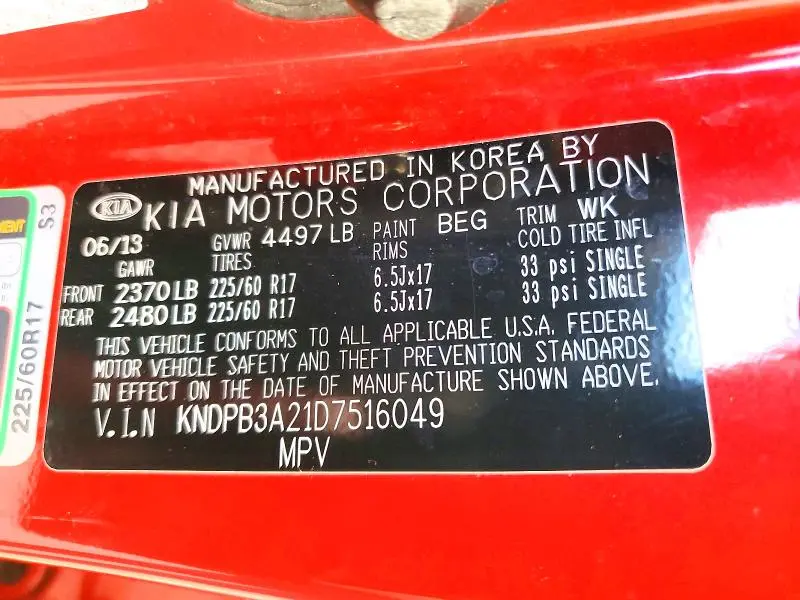 MANUFACTURED IN KOREA BY
KIA KIA MOTORS CORPORATION
06/13 GVWR 4497 LB PAINT BEG TRIM WK
GAWR TIRES RIMS COLD TIRE INFL
FRONT 2370 LB 225/60 R17 6.5Jx17 33 psi SINGLE
REAR 2480 LB 225/60 R17 6.5Jx17 33 psi SINGLE
THIS VEHICLE CONFORMS TO ALL APPLICABLE U.S.A. FEDERAL
MOTOR VEHICLE SAFETY AND THEFT PREVENTION STANDARDS
IN EFFECT ON THE DATE OF MANUFACTURE SHOWN ABOVE.
V.I.N KNDPB3A21D7516049
MPV
225/60R17 S3